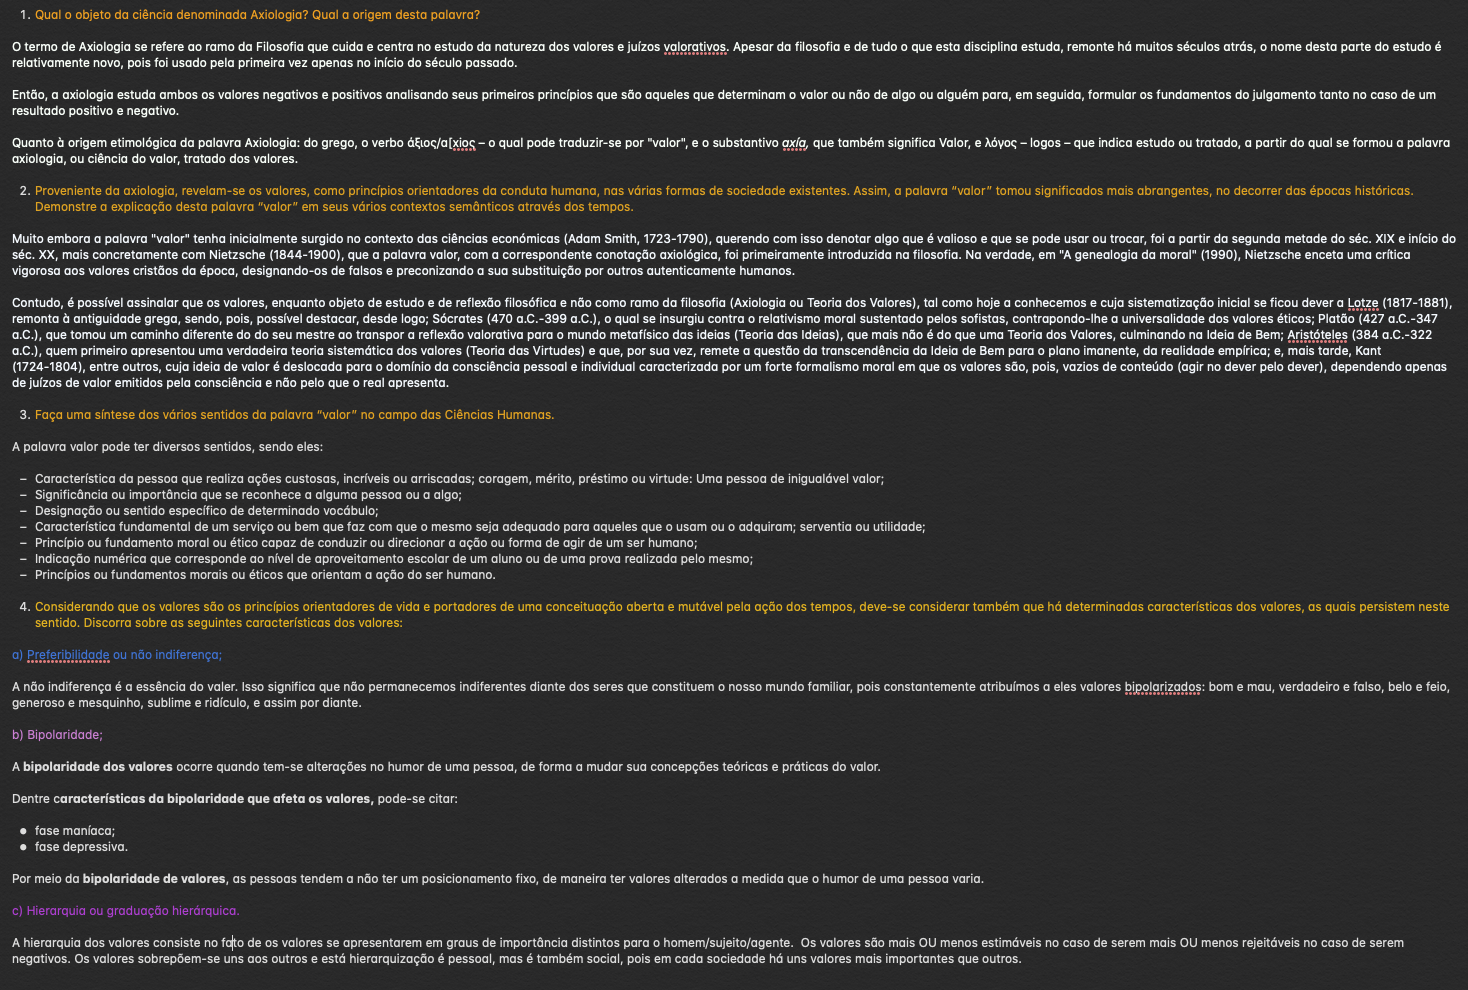 1. Qual o objeto da ciência denominada Axiologia? Qual a origem desta palavra?
O termo de Axiologia se refere ao ramo da Filosofia que cuida e centra no estudo da natureza dos valores e juízos valorativos. Apesar da filosofia e de tudo o que esta disciplina estuda, remonte há muitos séculos atrás, o nome desta parte do estudo é
relativamente novo, pois foi usado pela primeira vez apenas no início do século passado.
Então, a axiologia estuda ambos os valores negativos e positivos analisando seus primeiros princípios que são aqueles que determinam o valor ou não de algo ou alguém para, em seguida, formular os fundamentos do julgamento tanto no caso de um
resultado positivo e negativo.
Quanto à origem etimológica da palavra Axiologia: do grego, o verbo άξιος/α[χίος – o qual pode traduzir-se por "valor", e o substantivo axía, que também significa Valor, e λόγος – logos – que indica estudo ou tratado, a partir do qual se formou a palavra
axiologia, ou ciência do valor, tratado dos valores.
2. Proveniente da axiologia, revelam-se os valores, como princípios orientadores da conduta humana, nas várias formas de sociedade existentes. Assim, a palavra “valor” tomou significados mais abrangentes, no decorrer das épocas históricas.
Demonstre a explicação desta palavra “valor” em seus vários contextos semânticos através dos tempos.
Muito embora a palavra "valor" tenha inicialmente surgido no contexto das ciências económicas (Adam Smith, 1723-1790), querendo com isso denotar algo que é valioso e que se pode usar ou trocar, foi a partir da segunda metade do séc. XIX e início do
séc. XX, mais concretamente com Nietzsche (1844-1900), que a palavra valor, com a correspondente conotação axiológica, foi primeiramente introduzida na filosofia. Na verdade, em "A genealogia da moral" (1990), Nietzsche enceta uma crítica
vigorosa aos valores cristãos da época, designando-os de falsos e preconizando a sua substituição por outros autenticamente humanos.
Contudo, é possível assinalar que os valores, enquanto objeto de estudo e de reflexão filosófica e não como ramo da filosofia (Axiologia ou Teoria dos Valores), tal como hoje a conhecemos e cuja sistematização inicial se ficou dever a Lotze (1817-1881),
remonta à antiguidade grega, sendo, pois, possível destacar, desde logo; Sócrates (470 a.C.-399 a.C.), o qual se insurgiu contra o relativismo moral sustentado pelos sofistas, contrapondo-lhe a universalidade dos valores éticos; Platão (427 a.C.-347
a.C.), que tomou um caminho diferente do do seu mestre ao transpor a reflexão valorativa para o mundo metafísico das ideias (Teoria das Ideias), que mais não é do que uma Teoria dos Valores, culminando na Ideia de Bem; Aristóteles (384 a.C.-322
a.C.), quem primeiro apresentou uma verdadeira teoria sistemática dos valores (Teoria das Virtudes) e que, por sua vez, remete a questão da transcendência da Ideia de Bem para o plano imanente, da realidade empírica; e, mais tarde, Kant
(1724-1804), entre outros, cuja ideia de valor é deslocada para o domínio da consciência pessoal e individual caracterizada por um forte formalismo moral em que os valores são, pois, vazios de conteúdo (agir no dever pelo dever), dependendo apenas
de juízos de valor emitidos pela consciência e não pelo que o real apresenta.
3. Faça uma síntese dos vários sentidos da palavra “valor” no campo das Ciências Humanas.
A palavra valor pode ter diversos sentidos, sendo eles:
– Característica da pessoa que realiza ações custosas, incríveis ou arriscadas; coragem, mérito, préstimo ou virtude: Uma pessoa de inigualável valor;
– Significância ou importância que se reconhece a alguma pessoa ou a algo;
– Designação ou sentido específico de determinado vocábulo;
– Característica fundamental de um serviço ou bem que faz com que o mesmo seja adequado para aqueles que o usam ou o adquiram; serventia ou utilidade;
– Princípio ou fundamento moral ou ético capaz de conduzir ou direcionar a ação ou forma de agir de um ser humano;
– Indicação numérica que corresponde ao nível de aproveitamento escolar de um aluno ou de uma prova realizada pelo mesmo;
– Princípios ou fundamentos morais ou éticos que orientam a ação do ser humano.
4. Considerando que os valores são os princípios orientadores de vida e portadores de uma conceituação aberta e mutável pela ação dos tempos, deve-se considerar também que há determinadas características dos valores, as quais persistem neste
sentido. Discorra sobre as seguintes características dos valores:
a) Preferibilidade ou não indiferença;
A não indiferença é a essência do valer. Isso significa que não permanecemos indiferentes diante dos seres que constituem o nosso mundo familiar, pois constantemente atribuímos a eles valores bipolarizados: bom e mau, verdadeiro e falso, belo e feio,
generoso e mesquinho, sublime e ridículo, e assim por diante.
b) Bipolaridade;
A bipolaridade dos valores ocorre quando tem-se alterações no humor de uma pessoa, de forma a mudar sua concepções teóricas e práticas do valor.
Dentre características da bipolaridade que afeta os valores, pode-se citar:
• fase maníaca;
• fase depressiva.
Por meio da bipolaridade de valores, as pessoas tendem a não ter um posicionamento fixo, de maneira ter valores alterados a medida que o humor de uma pessoa varia.
c) Hierarquia ou graduação hierárquica.
A hierarquia dos valores consiste no fato de os valores se apresentarem em graus de importância distintos para o homem/sujeito/agente. Os valores são mais OU menos estimáveis no caso de serem mais OU menos rejeitáveis no caso de serem
negativos. Os valores sobrepõem-se uns aos outros e está hierarquização é pessoal, mas é também social, pois em cada sociedade há uns valores mais importantes que outros.